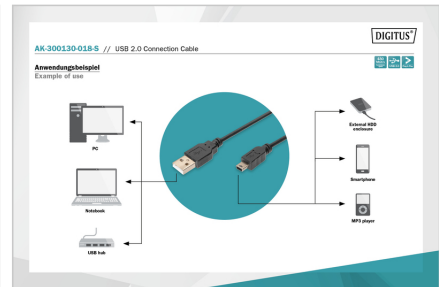 DIGITUS®
AK-300130-018-S // USB 2.0 Connection Cable
Anwendungsbeispiel
Example of use
PC
Notebook
USB hub
External HDD
enclosure
Smartphone
MP3 player